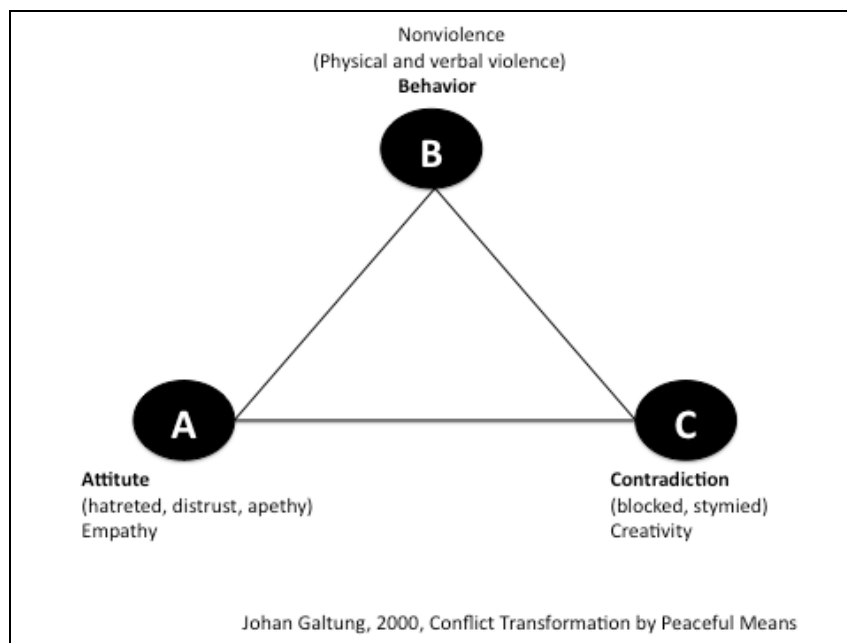 Nonviolence
(Physical and verbal violence)
Behavior
B
A
C
Attitute
(hatreted, distrust, apethy)
Empathy
Contradiction
(blocked, stymied)
Creativity
Johan Galtung, 2000, Conflict Transformation by Peaceful Means